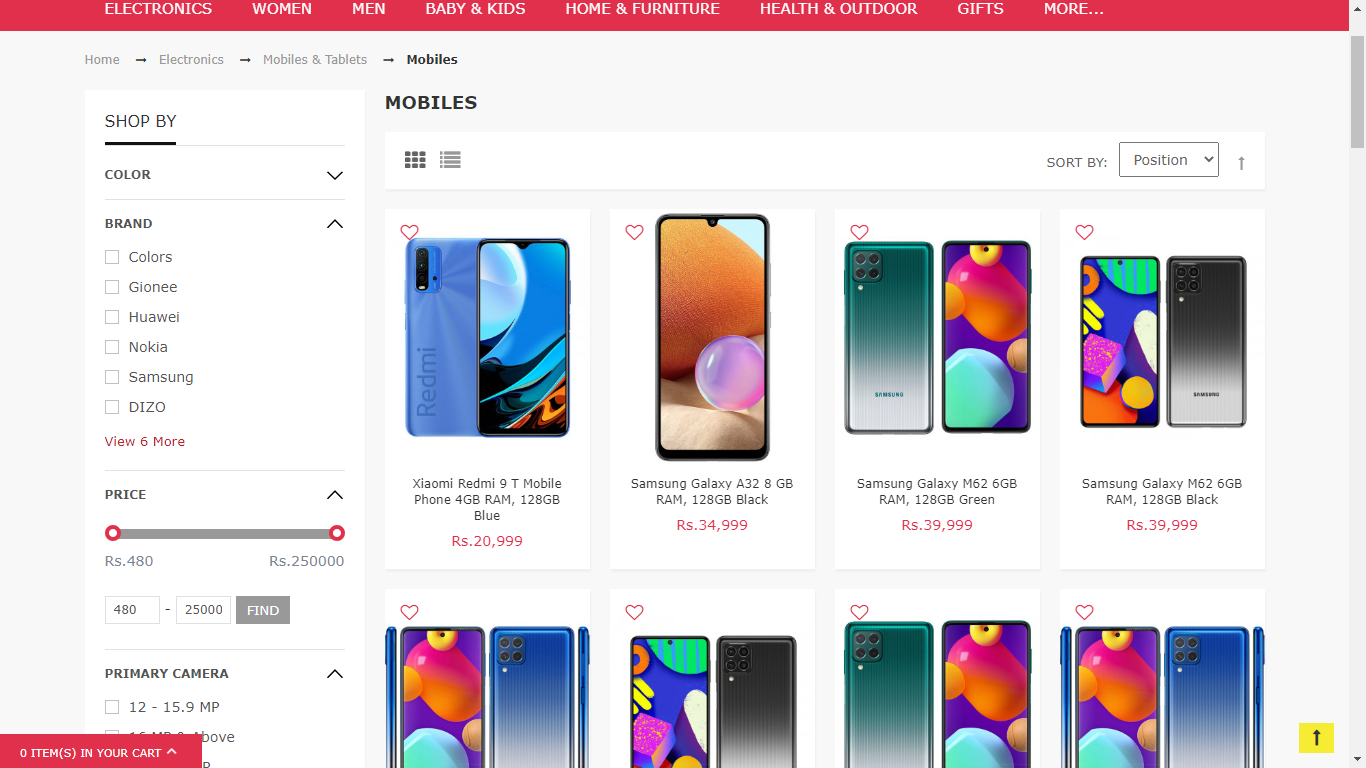 ELECTRONICS WOMEN MEN BABY & KIDS HOME & FURNITURE HEALTH & OUTDOOR GIFTS MORE...
Home → Electronics → Mobiles & Tablets → Mobiles
SHOP BY
COLOR
BRAND
Colors
Gionee
Huawei
Nokia
Samsung
DIZO
View 6 More
PRICE
Rs.480 Rs.250000
480 - 25000 FIND
PRIMARY CAMERA
12 - 15.9 MP
16 MP & Above
0 ITEM(S) IN YOUR CART
MOBILES
SORT BY: Position
Redmi
SAMSUNG
SAMSUNG
Xiaomi Redmi 9 T Mobile
Phone 4GB RAM, 128GB
Blue
Rs.20,999
Samsung Galaxy A32 8 GB
RAM, 128GB Black
Rs.34,999
Samsung Galaxy M62 6GB
RAM, 128GB Green
Rs.39,999
Samsung Galaxy M62 6GB
RAM, 128GB Black
Rs.39,999